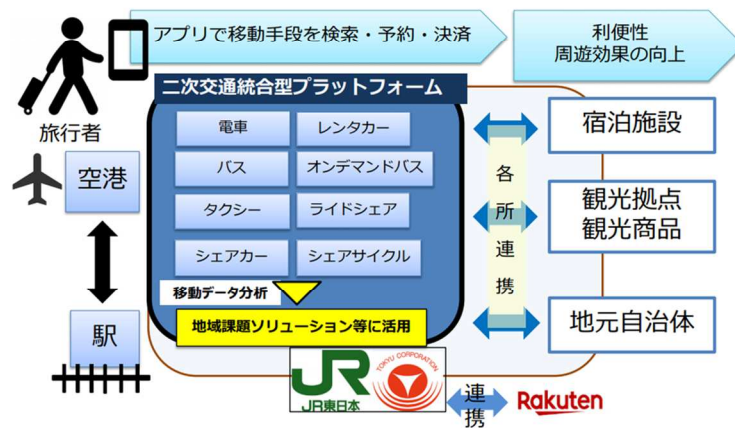 アプリで移動手段を検索・予約・決済
利便性
周遊効果の向上
旅行者
二次交通統合型プラットフォーム
電車
レンタカー
バス
オンデマンドバス
タクシー
ライドシェア
シェアカー
シェアサイクル
移動データ分析
地域課題ソリューション等に活用
空港
駅
各所連携
宿泊施設
観光拠点
観光商品
地元自治体
JR
JR東日本
TOKYU CORPORATION
連携
Rakuten